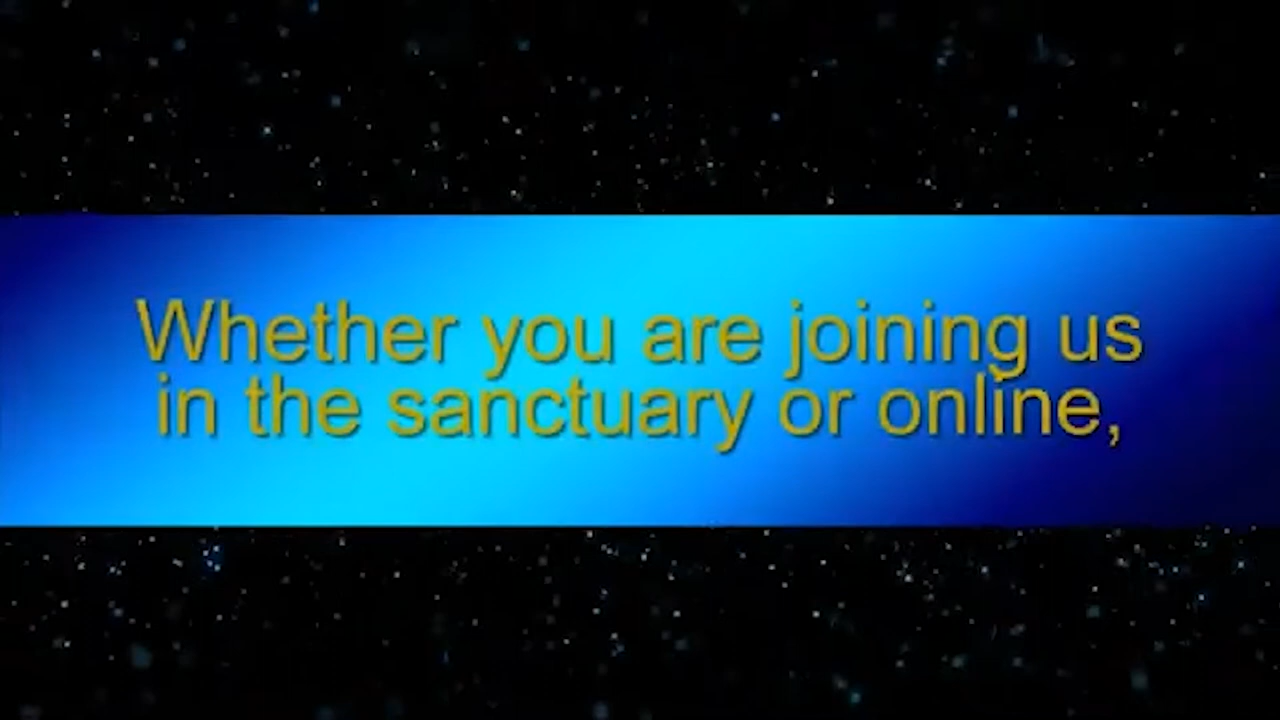 Whether you are joining us
in the sanctuary or online,